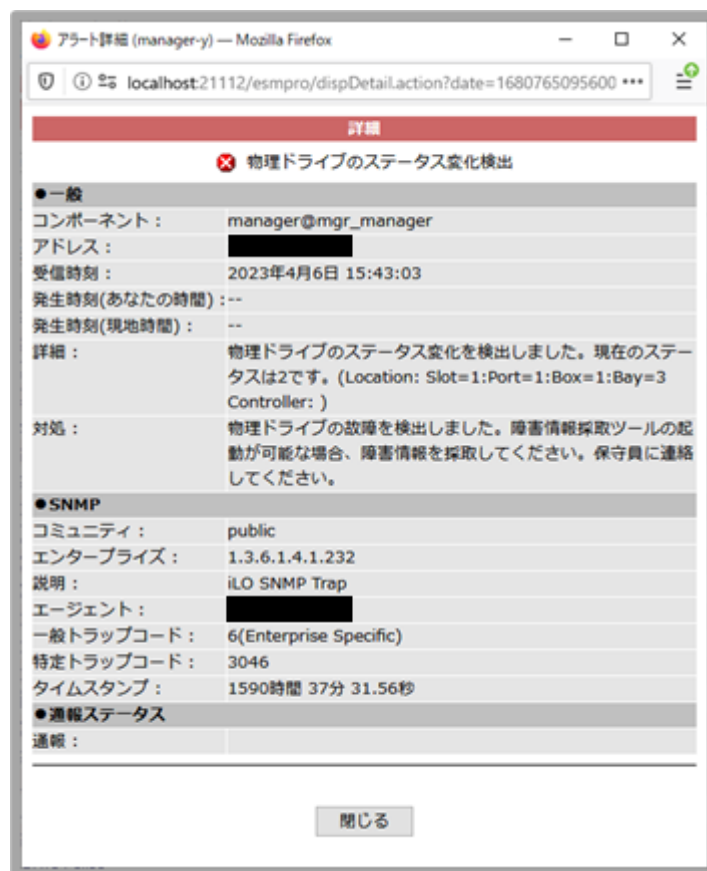 アラート詳細 (manager-y) — Mozilla Firefox
localhost:21112/esmpro/dispDetail.action?date=1680765095600 •••
詳細
物理ドライブのステータス変化検出
●一般
コンポーネント： manager@mgr_manager
アドレス：
受信時刻： 2023年4月6日 15:43:03
発生時刻(あなたの時間)：--
発生時刻(現地時間)： --
詳細： 物理ドライブのステータス変化を検出しました。現在のステー
タスは2です。(Location: Slot=1:Port=1:Box=1:Bay=3
Controller: )
対処： 物理ドライブの故障を検出しました。障害情報採取ツールの起
動が可能な場合、障害情報を採取してください。保守員に連絡
してください。
●SNMP
コミュニティ： public
エンタープライズ： 1.3.6.1.4.1.232
説明： iLO SNMP Trap
エージェント：
一般トラップコード： 6(Enterprise Specific)
特定トラップコード： 3046
タイムスタンプ： 1590時間 37分 31.56秒
●通報ステータス
通報：
閉じる